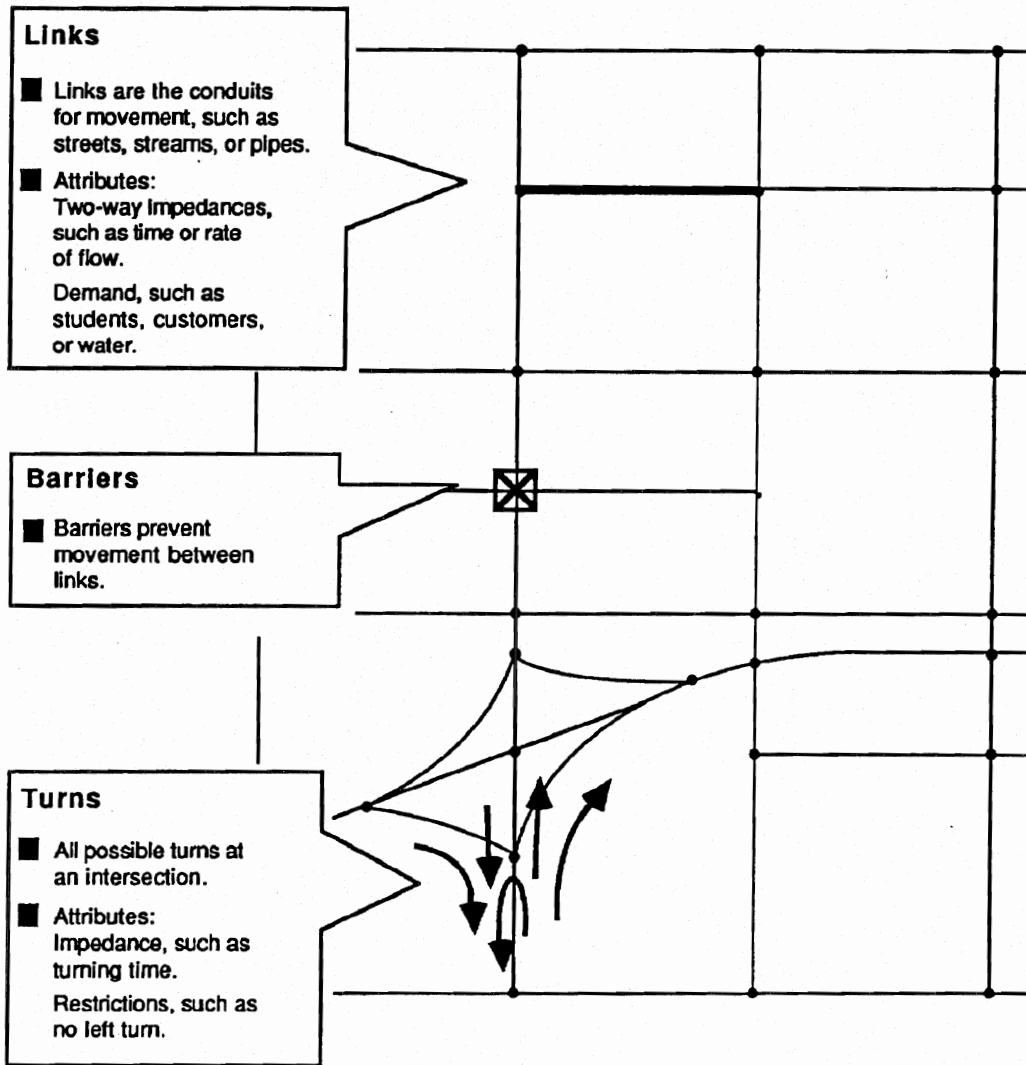 Links
Links are the conduits
for movement, such as
streets, streams, or pipes.
Attributes:
Two-way impedances,
such as time or rate
of flow.
Demand, such as
students, customers,
or water.
Barriers
Barriers prevent
movement between
links.
Turns
All possible turns at
an intersection.
Attributes:
Impedance, such as
turning time.
Restrictions, such as
no left turn.